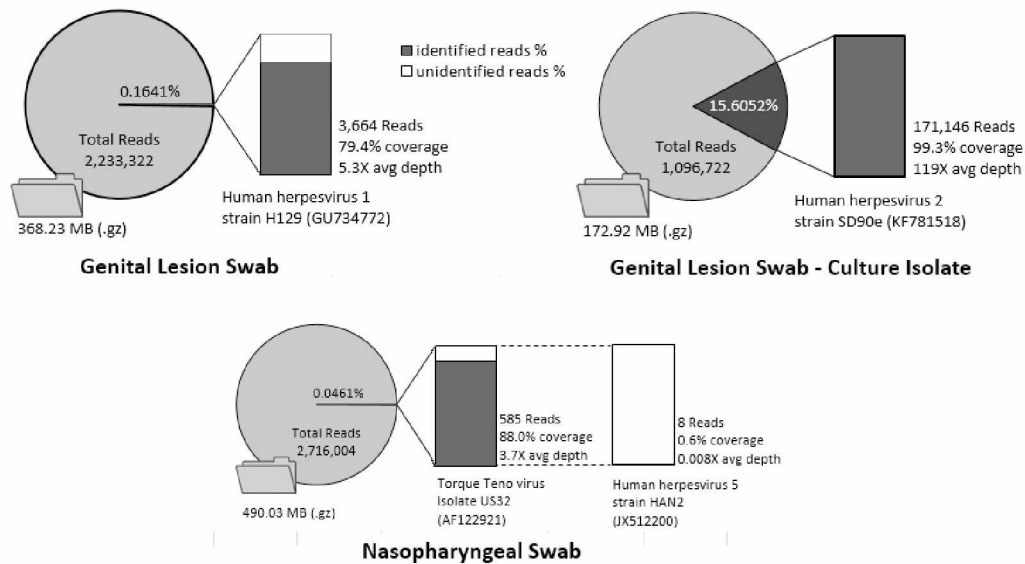 0.1641%
Total Reads
2,233,322
368.23 MB (.gz)
3,664 Reads
79.4% coverage
5.3X avg depth
Human herpesvirus 1
strain H129 (GU734772)
Genital Lesion Swab
identified reads %
unidentified reads %
15.6052%
Total Reads
1,096,722
172.92 MB (.gz)
171,146 Reads
99.3% coverage
119X avg depth
Human herpesvirus 2
strain SD90e (KF781518)
Genital Lesion Swab - Culture Isolate
0.0461%
Total Reads
2,716,004
490.03 MB (.gz)
585 Reads
88.0% coverage
3.7X avg depth
Torque Teno virus
isolate US32
(AF122921)
8 Reads
0.6% coverage
0.008X avg depth
Human herpesvirus 5
strain HAN2
(JX512200)
Nasopharyngeal Swab